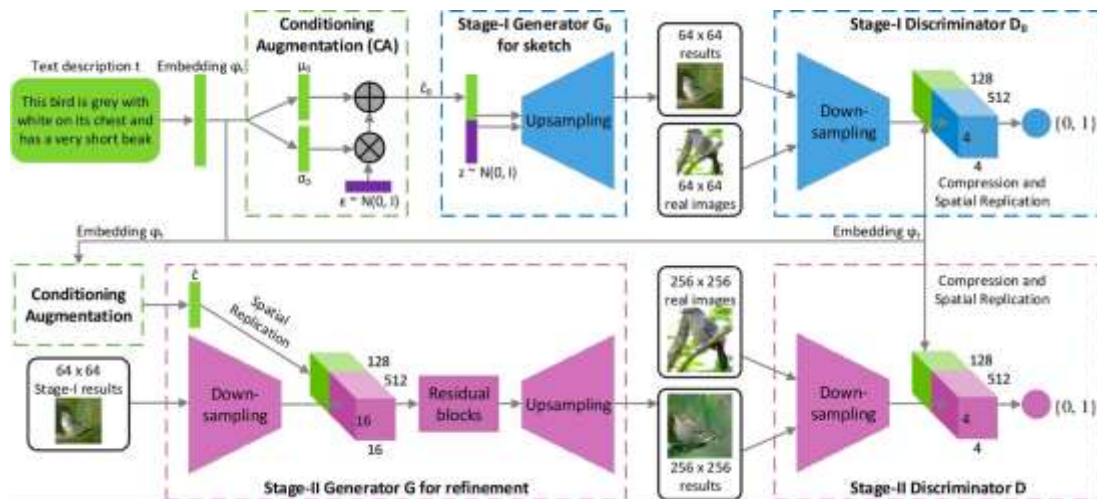 Conditioning
Augmentation (CA)
Stage-I Generator G₀
for sketch
64 x 64
results
Stage-I Discriminator D₀
Text description t
Embedding φₜ
μ₀
ĉ₀
128
512
This bird is grey with
white on its chest and
has a very short beak
Upsampling
Down-
sampling
{0, 1}
4
4
σ₀
z ~ N(0, I)
ε ~ N(0, I)
64 x 64
real images
Compression and
Spatial Replication
Embedding φₜ
Embedding φₜ
ĉ
Conditioning
Augmentation
Spatial
Replication
256 x 256
real images
Compression and
Spatial Replication
64 x 64
Stage-I results
Down-
sampling
128
512
16
16
Residual
blocks
Upsampling
Down-
sampling
128
512
4
4
{0, 1}
256 x 256
results
Stage-II Generator G for refinement
Stage-II Discriminator D